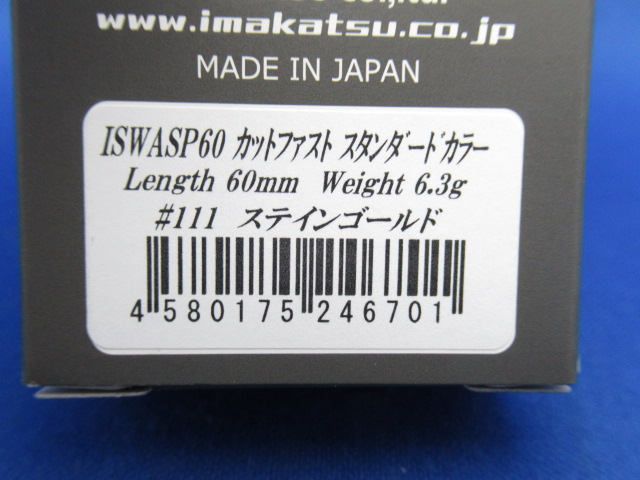 www.imakatsu.co.jp
MADE IN JAPAN
ISWASP60 カットファスト スタンダードカラー
Length 60mm Weight 6.3g
#111 ステインゴールド
4 580175 246701